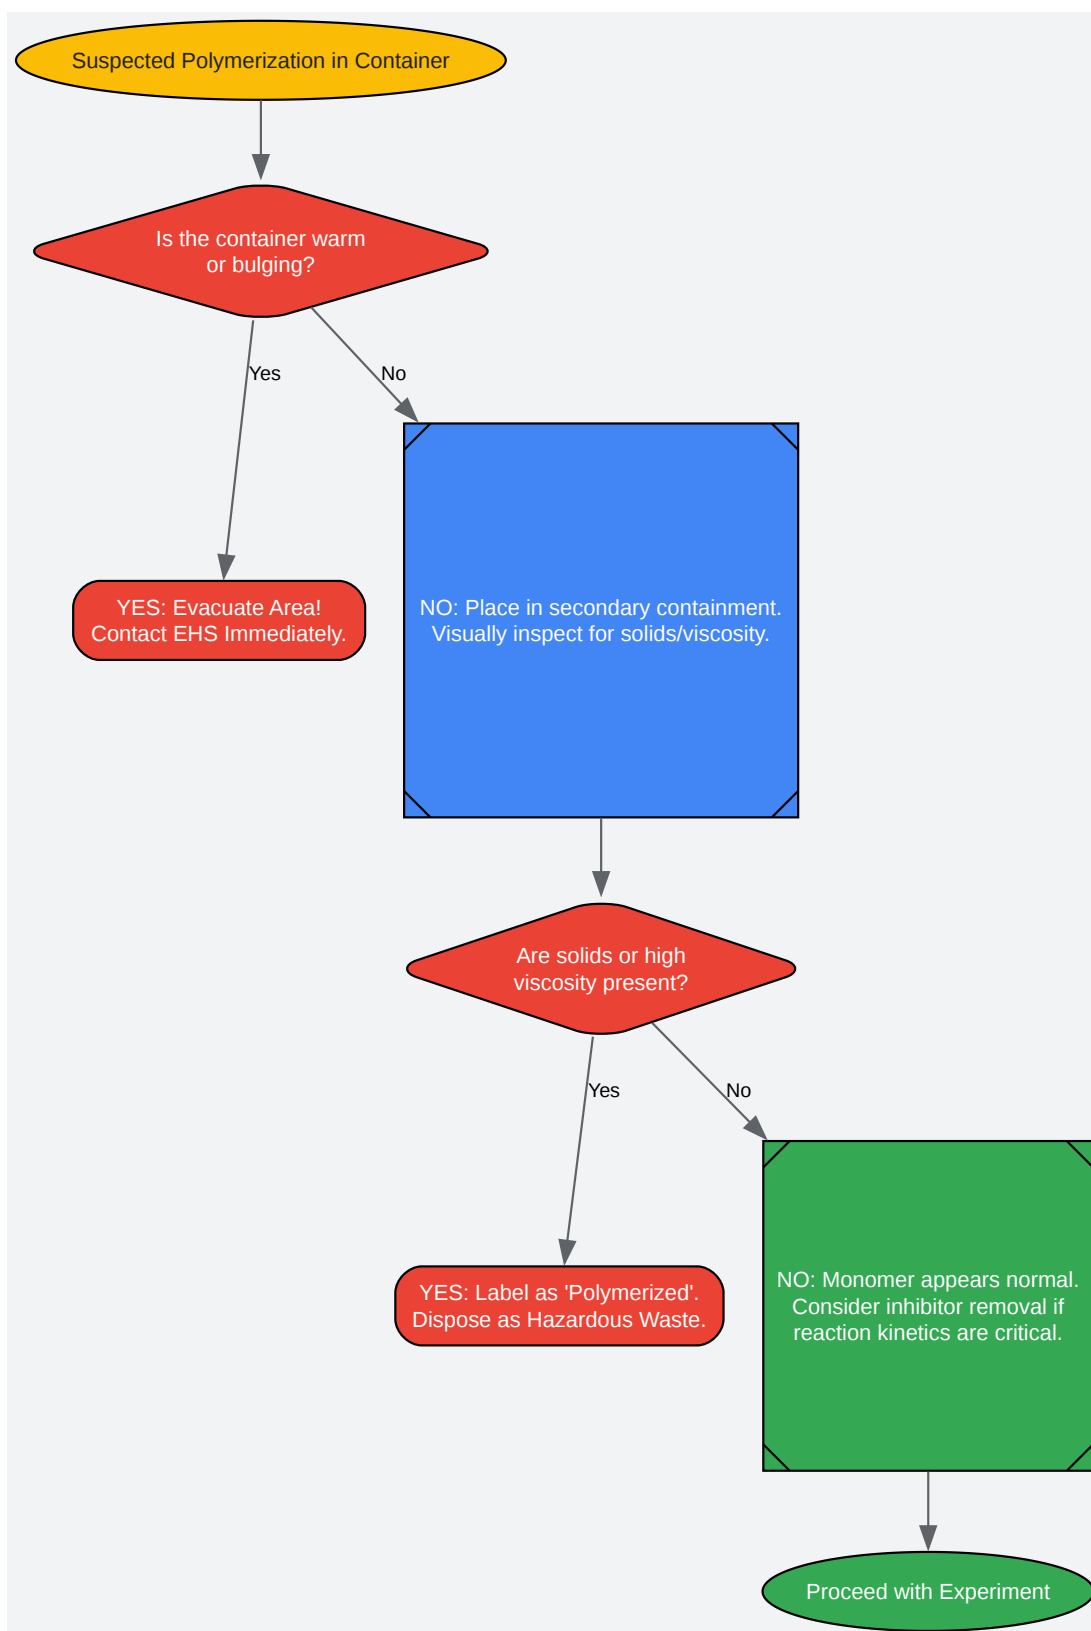 Suspected Polymerization in Container
Is the container warm
or bulging?
Yes
No
YES: Evacuate Area!
Contact EHS Immediately.
NO: Place in secondary containment.
Visually inspect for solids/viscosity.
Are solids or high
viscosity present?
Yes
No
YES: Label as 'Polymerized'.
Dispose as Hazardous Waste.
NO: Monomer appears normal.
Consider inhibitor removal if
reaction kinetics are critical.
Proceed with Experiment